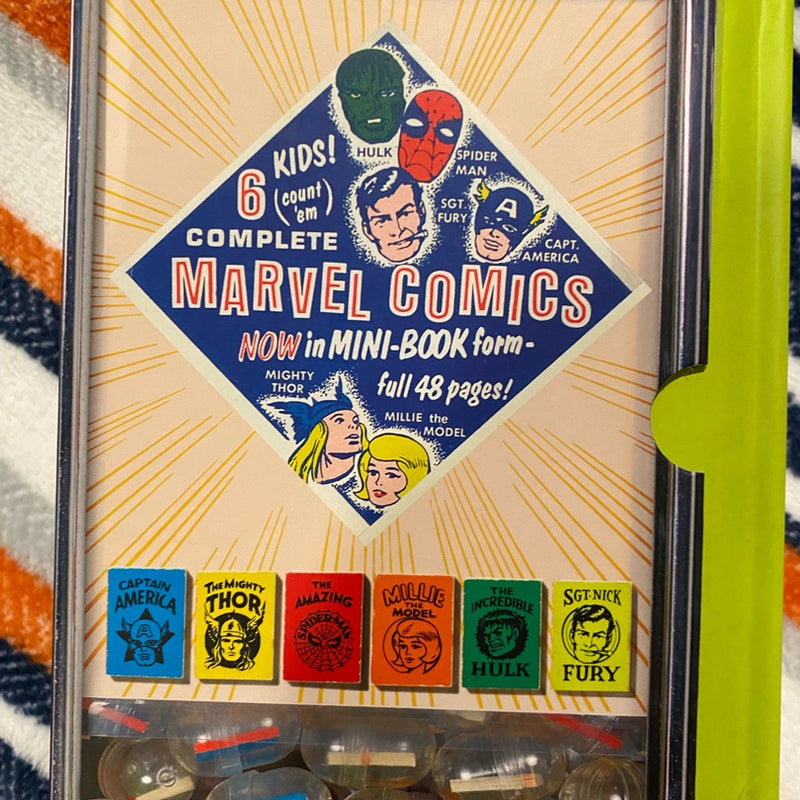 KIDS!
HULK
SPIDER
MAN
6
(count
'em)
SGT.
FURY
A
COMPLETE
CAPT.
AMERICA
MARVEL COMICS
NOW in MINI-BOOK form-
MIGHTY
THOR
full 48 pages!
MILLIE the
MODEL
CAPTAIN
AMERICA
A
THE MIGHTY
THOR
THE
AMAZING
SPIDER-MAN
MILLIE
THE
MODEL
THE
INCREDIBLE
HULK
SGT. NICK
FURY